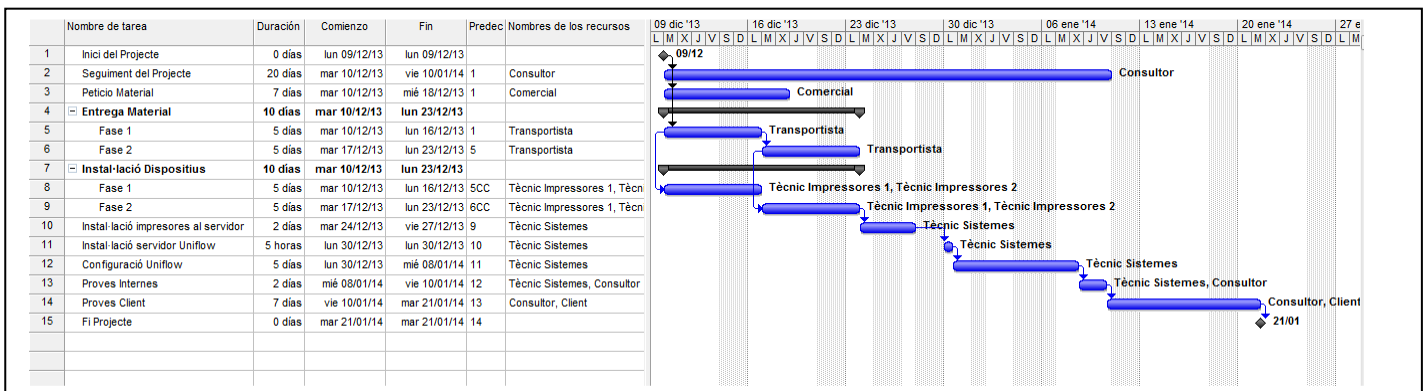 Nombre de tarea Duración Comienzo Fin Predec Nombres de los recursos 09 dic '13 16 dic '13 23 dic '13 30 dic '13 06 ene '14 13 ene '14 20 ene '14 27 e
L M X J V S D L M X J V S D L M X J V S D L M X J V S D L M X J V S D L M X J V S D L M X J V S D L M
1 Inici del Projecte 0 días lun 09/12/13 lun 09/12/13 09/12
2 Seguiment del Projecte 20 días mar 10/12/13 vie 10/01/14 1 Consultor Consultor
3 Peticio Material 7 días mar 10/12/13 mié 18/12/13 1 Comercial Comercial
4 Entrega Material 10 días mar 10/12/13 lun 23/12/13
5 Fase 1 5 días mar 10/12/13 lun 16/12/13 1 Transportista Transportista
6 Fase 2 5 días mar 17/12/13 lun 23/12/13 5 Transportista Transportista
7 Instal·lació Dispositius 10 días mar 10/12/13 lun 23/12/13
8 Fase 1 5 días mar 10/12/13 lun 16/12/13 5CC Tècnic Impressores 1, Tècn Tècnic Impressores 1, Tècnic Impressores 2
9 Fase 2 5 días mar 17/12/13 lun 23/12/13 6CC Tècnic Impressores 1, Tècn Tècnic Impressores 1, Tècnic Impressores 2
10 Instal·lació impresores al servidor 2 días mar 24/12/13 vie 27/12/13 9 Tècnic Sistemes Tècnic Sistemes
11 Instal·lació servidor Uniflow 5 horas lun 30/12/13 lun 30/12/13 10 Tècnic Sistemes Tècnic Sistemes
12 Configuració Uniflow 5 días lun 30/12/13 mié 08/01/14 11 Tècnic Sistemes Tècnic Sistemes
13 Proves Internes 2 días mié 08/01/14 vie 10/01/14 12 Tècnic Sistemes, Consultor Tècnic Sistemes, Consultor
14 Proves Client 7 días vie 10/01/14 mar 21/01/14 13 Consultor, Client Consultor, Client
15 Fi Projecte 0 días mar 21/01/14 mar 21/01/14 14 21/01